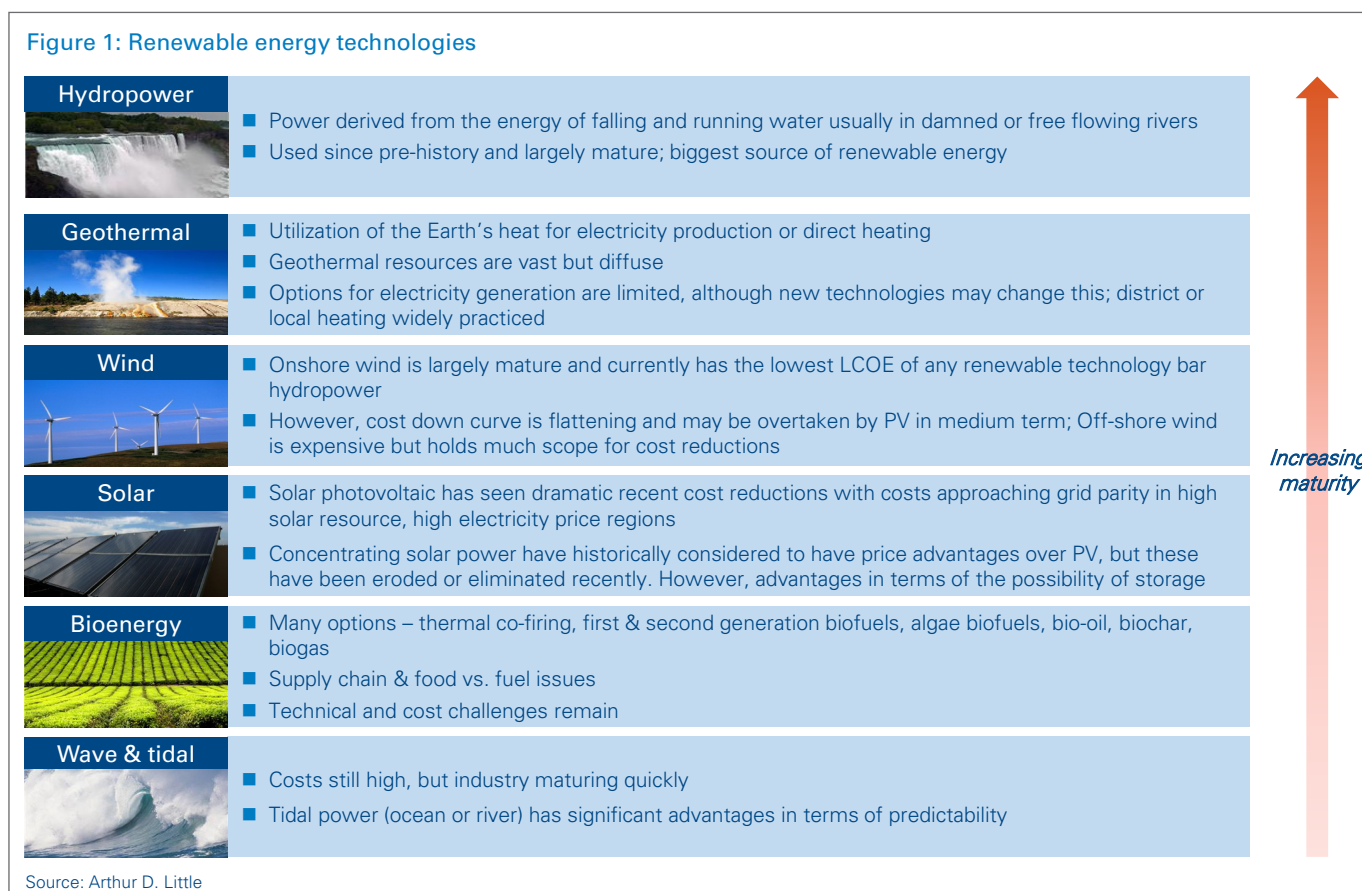 Figure 1: Renewable energy technologies
Hydropower
■ Power derived from the energy of falling and running water usually in damned or free flowing rivers
■ Used since pre-history and largely mature; biggest source of renewable energy
Geothermal
■ Utilization of the Earth's heat for electricity production or direct heating
■ Geothermal resources are vast but diffuse
■ Options for electricity generation are limited, although new technologies may change this; district or
local heating widely practiced
Wind
■ Onshore wind is largely mature and currently has the lowest LCOE of any renewable technology bar
hydropower
■ However, cost down curve is flattening and may be overtaken by PV in medium term; Off-shore wind
is expensive but holds much scope for cost reductions
Solar
■ Solar photovoltaic has seen dramatic recent cost reductions with costs approaching grid parity in high
solar resource, high electricity price regions
■ Concentrating solar power have historically considered to have price advantages over PV, but these
have been eroded or eliminated recently. However, advantages in terms of the possibility of storage
Bioenergy
■ Many options – thermal co-firing, first & second generation biofuels, algae biofuels, bio-oil, biochar,
biogas
■ Supply chain & food vs. fuel issues
■ Technical and cost challenges remain
Wave & tidal
■ Costs still high, but industry maturing quickly
■ Tidal power (ocean or river) has significant advantages in terms of predictability
Increasing
maturity
Source: Arthur D. Little